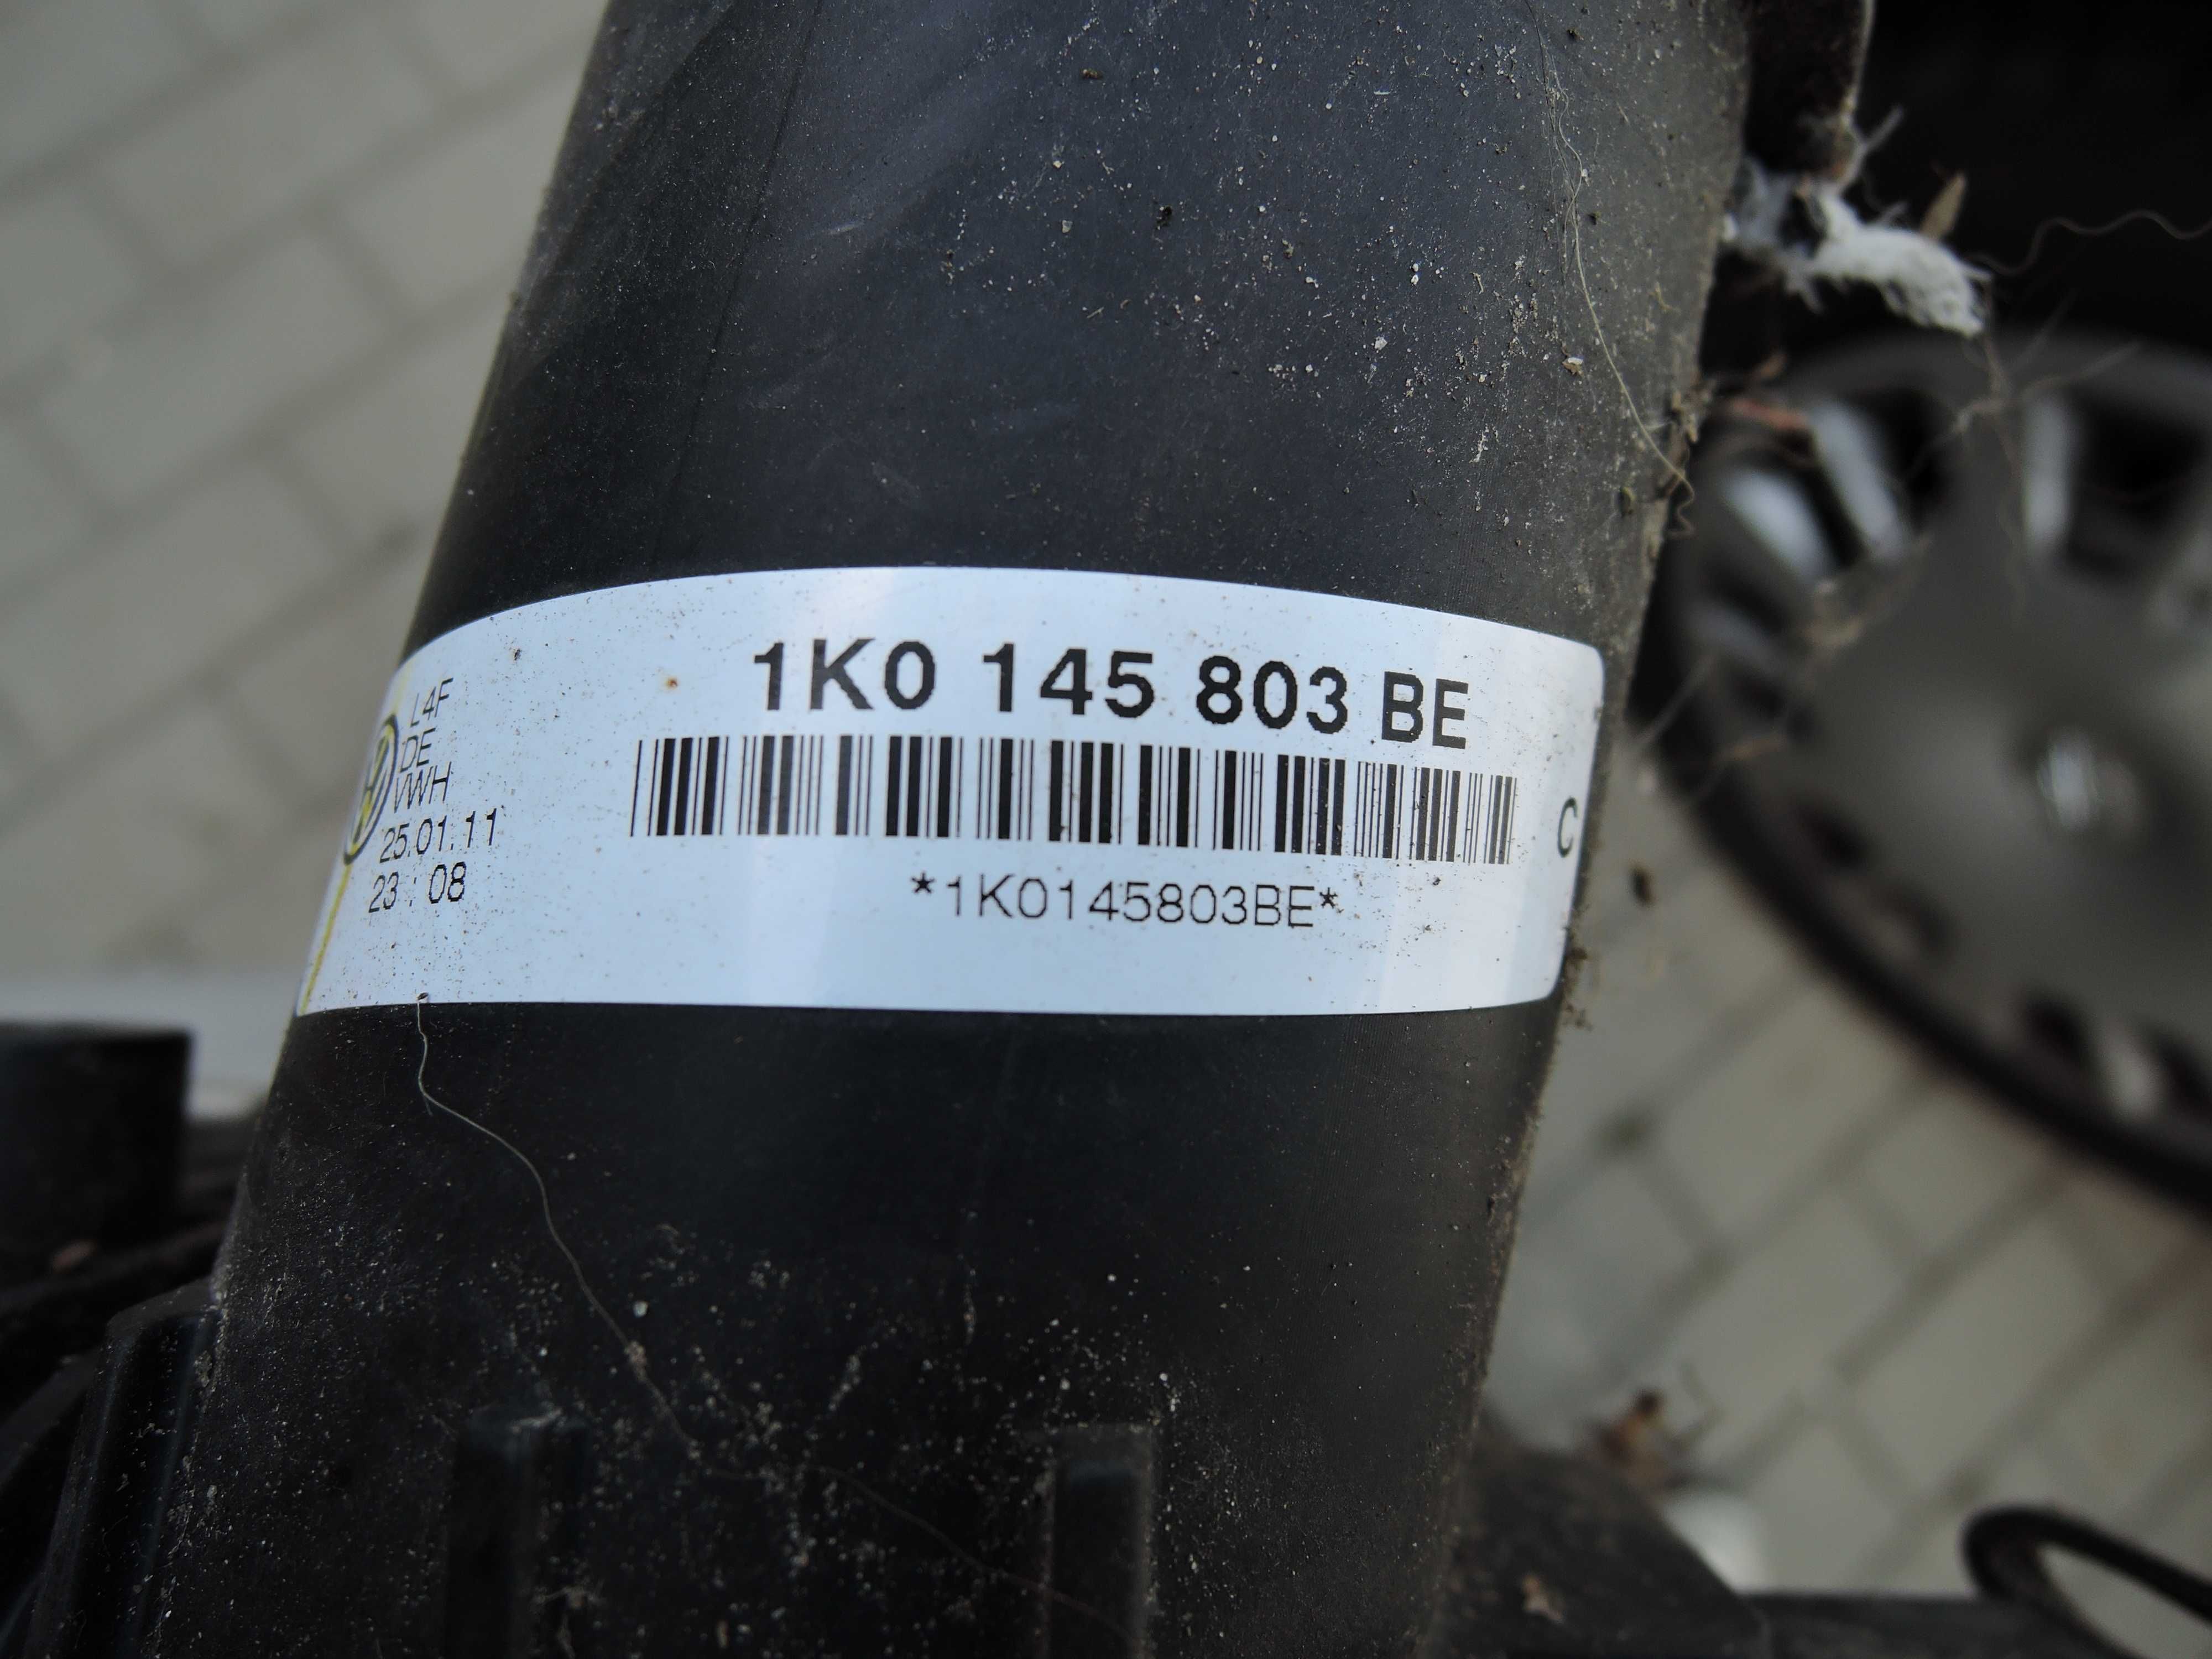 1K0 145 803 BE
L4F
DE
VWH
25.01.11
23 : 08
C
*1K0145803BE*